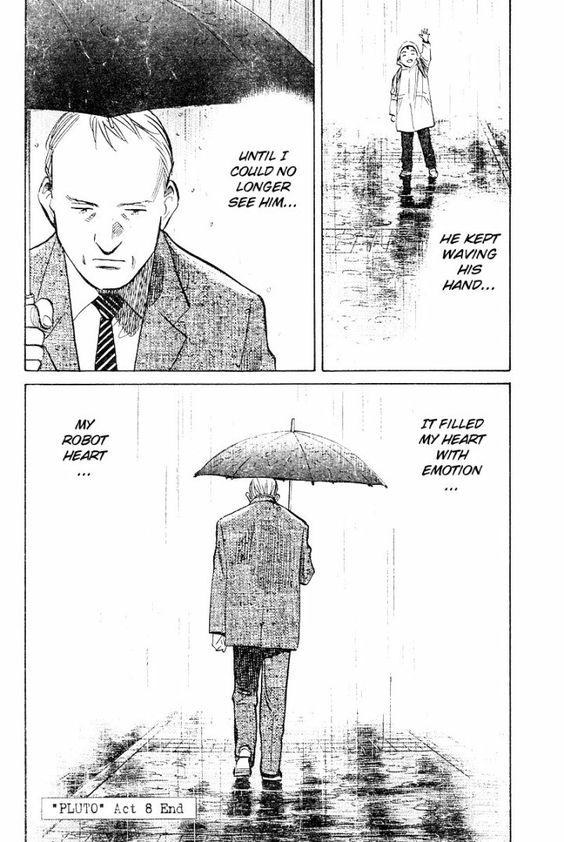 HE KEPT
WAVING
HIS
HAND...
UNTIL I
COULD NO
LONGER
SEE HIM...
IT FILLED
MY HEART
WITH
EMOTION
...
MY
ROBOT
HEART
...
"PLUTO" Act 8 End